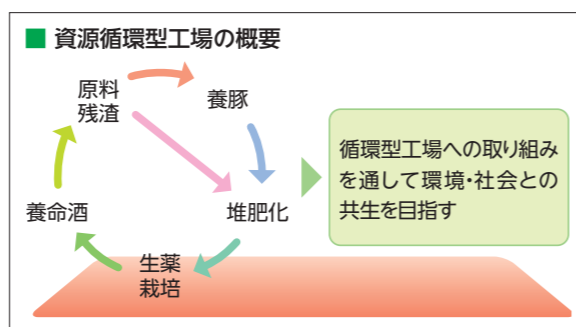 ■ 資源循環型工場の概要
原料
残渣
養豚
養命酒
堆肥化
生薬
栽培
循環型工場への取り組み
を通して環境・社会との
共生を目指す